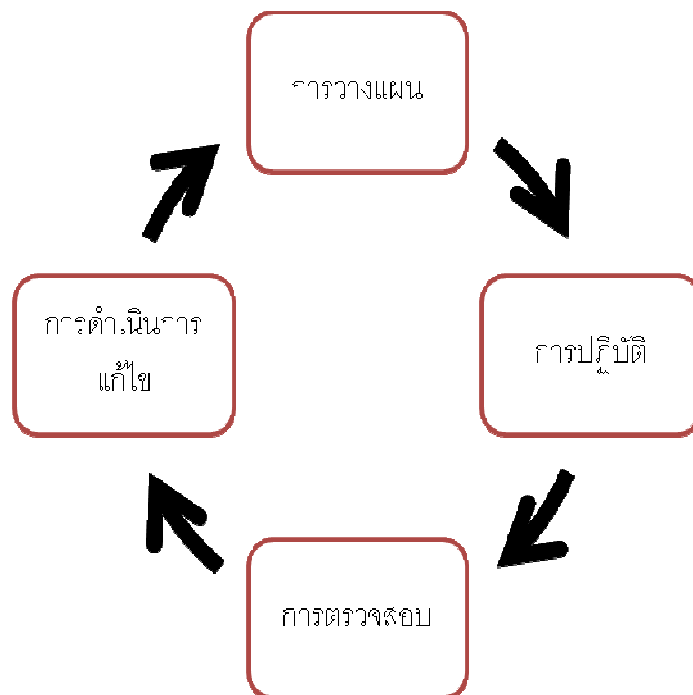 การวางแผน
การปฏิบัติ
การตรวจสอบ
การดำเนินการ
แก้ไข